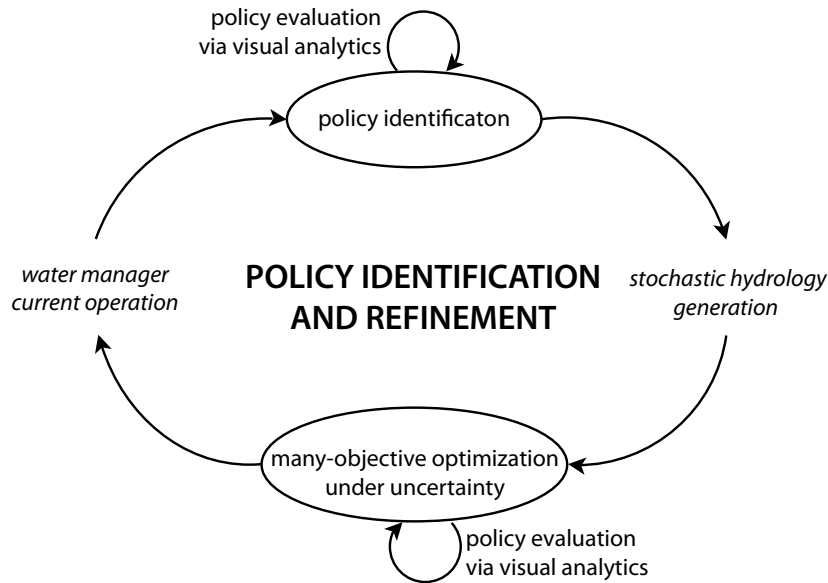 policy evaluation
via visual analytics
policy identificaton
water manager
current operation
POLICY IDENTIFICATION
AND REFINEMENT
stochastic hydrology
generation
many-objective optimization
under uncertainty
policy evaluation
via visual analytics